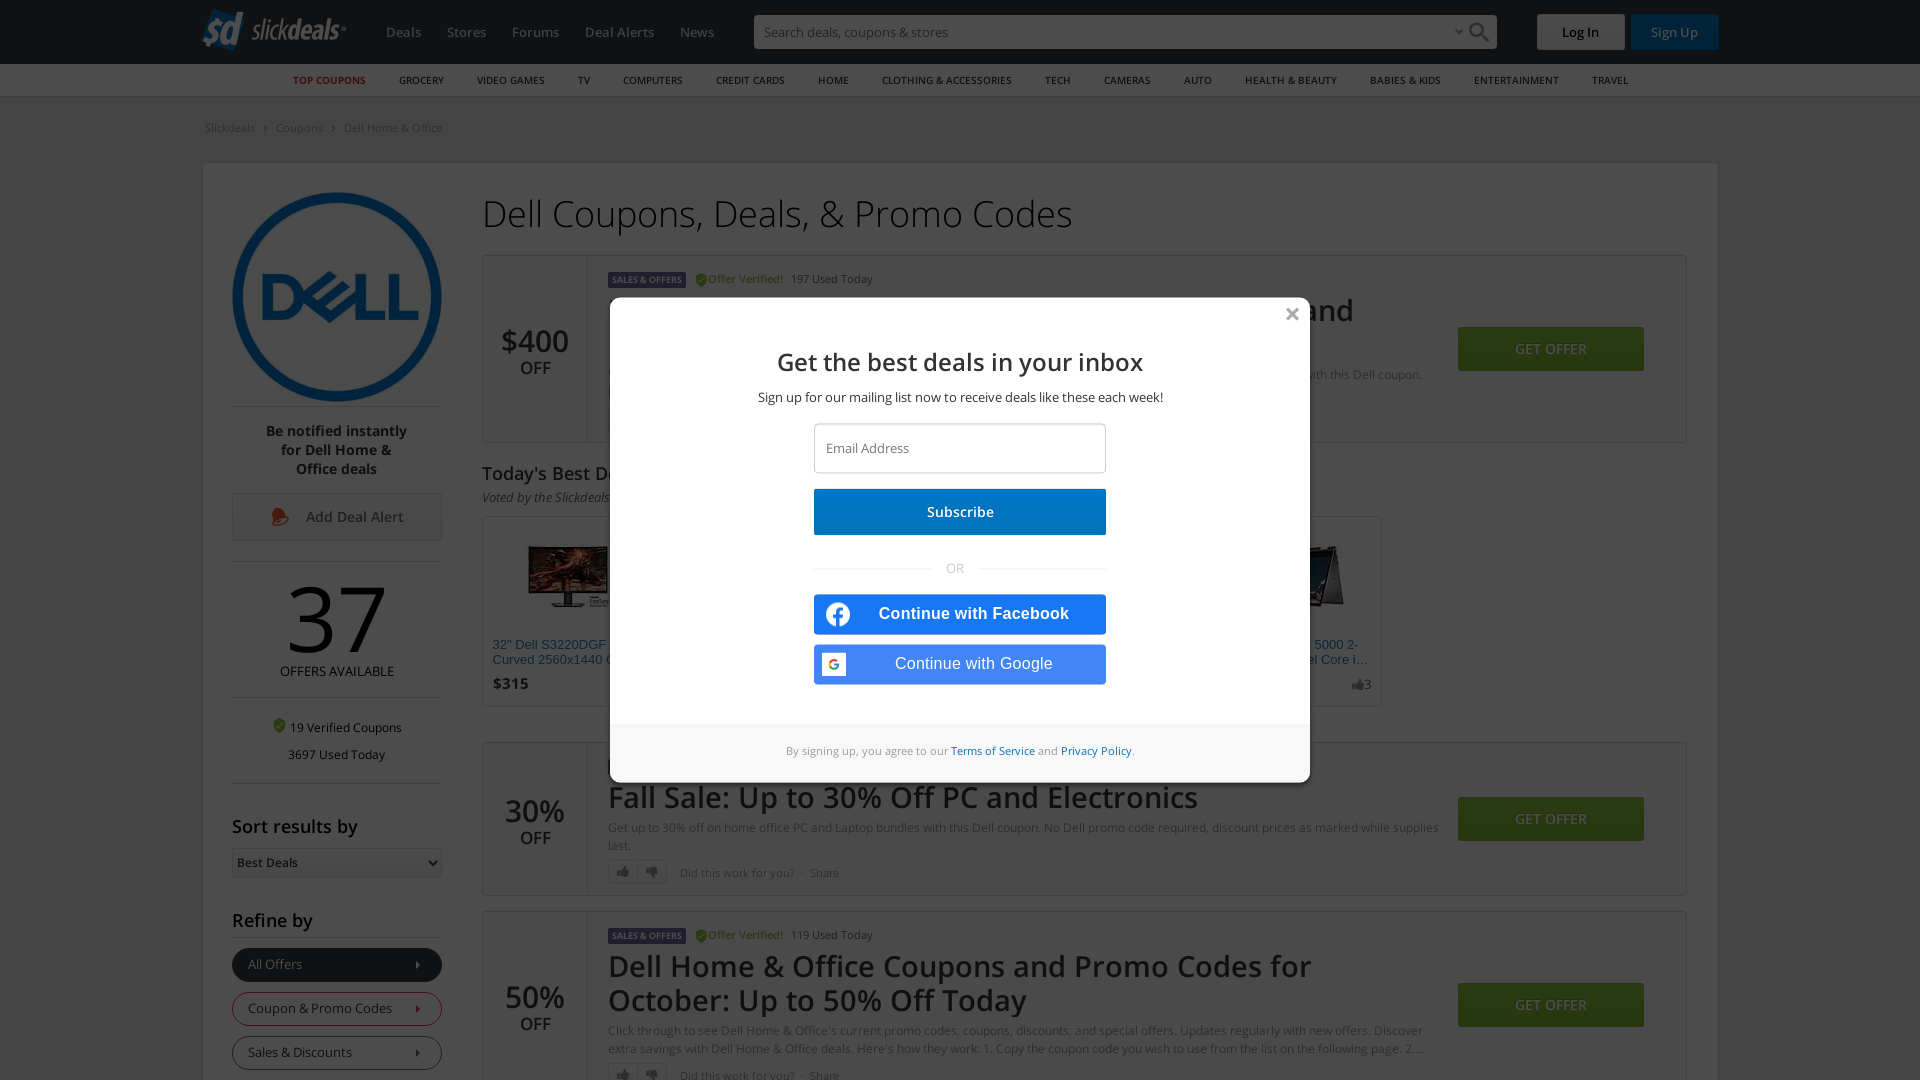 sd slickdeals
Deals
Stores
Forums
Deal Alerts
News
Search deals, coupons & stores
Log In
Sign Up
TOP COUPONS
GROCERY
VIDEO GAMES
TV
COMPUTERS
CREDIT CARDS
HOME
CLOTHING & ACCESSORIES
TECH
CAMERAS
AUTO
HEALTH & BEAUTY
BABIES & KIDS
ENTERTAINMENT
TRAVEL
Slickdeals
Coupons
Dell Home & Office
DELL
Be notified instantly
for Dell Home &
Office deals
Add Deal Alert
37
OFFERS AVAILABLE
19 Verified Coupons
3697 Used Today
Sort results by
Best Deals
Refine by
All Offers
Coupon & Promo Codes
Sales & Discounts
Dell Coupons, Deals, & Promo Codes
SALES & OFFERS Offer Verified! 197 Used Today
$400
OFF
and
with this Dell coupon.
GET OFFER
Today's Best D
Voted by the Slickdeals
32" Dell S3220DGF
Curved 2560x1440
$315
5000 2-
el Core i...
3
Get the best deals in your inbox
Sign up for our mailing list now to receive deals like these each week!
Email Address
Subscribe
OR
Continue with Facebook
Continue with Google
By signing up, you agree to our Terms of Service and Privacy Policy.
30%
OFF
Fall Sale: Up to 30% Off PC and Electronics
Get up to 30% off on home office PC and Laptop bundles with this Dell coupon. No Dell promo code required, discount prices as marked while supplies
last.
Did this work for you? · Share
GET OFFER
SALES & OFFERS Offer Verified! 119 Used Today
50%
OFF
Dell Home & Office Coupons and Promo Codes for
October: Up to 50% Off Today
Click through to see Dell Home & Office's current promo codes, coupons, discounts, and special offers. Updates regularly with new offers. Discover
extra savings with Dell Home & Office deals. Here's how they work: 1. Copy the coupon code you wish to use from the list on the following page. 2....
Did this work for you? · Share
GET OFFER